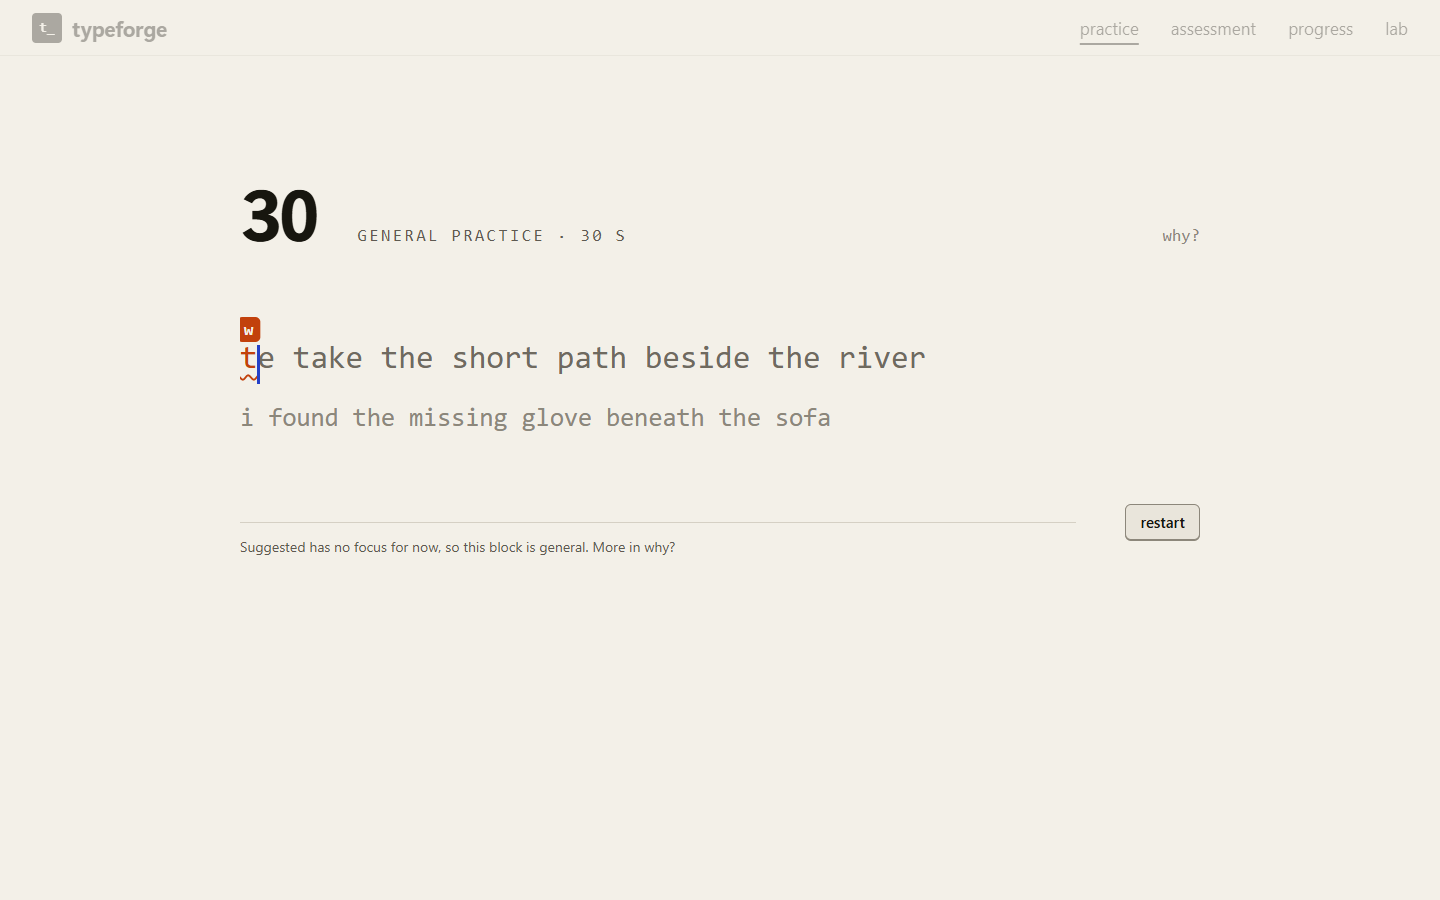 t_ typeforge practice assessment progress lab
30 GENERAL PRACTICE · 30 S why?
w
te take the short path beside the river
i found the missing glove beneath the sofa
restart
Suggested has no focus for now, so this block is general. More in why?